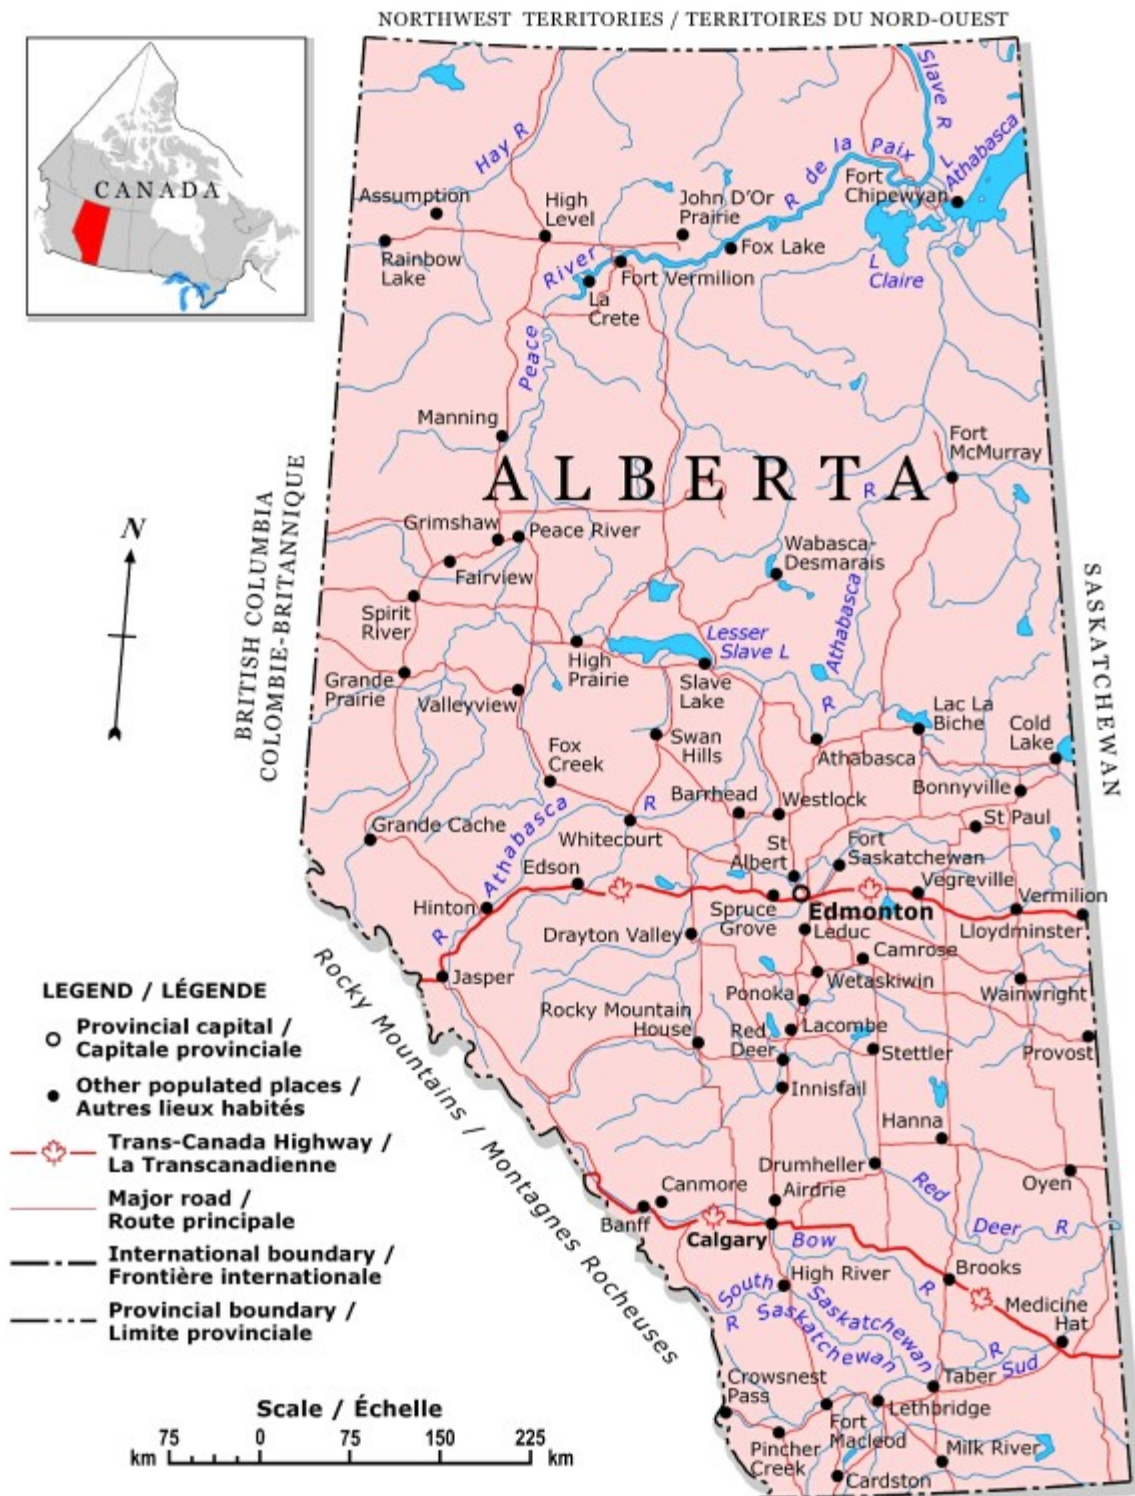 NORTHWEST TERRITORIES / TERRITOIRES DU NORD-OUEST
CANADA
Slave R
Hay R
R de la Paix
L Athabasca
Assumption
High
Level
John D'Or
Prairie
Fort
Chipewyan
Rainbow
Lake
River
Fox Lake
Fort Vermilion
L
Claire
La
Crete
Peace
Manning
Fort
McMurray
ALBERTA
R
N
BRITISH COLUMBIA
COLOMBIE-BRITANNIQUE
Grimshaw
Peace River
Wabasca-
Desmarais
Fairview
SASKATCHEWAN
Spirit
River
Athabasca
Lesser
Slave L
High
Prairie
Grande
Prairie
Valleyview
Slave
Lake
R
Lac La
Biche
Cold
Lake
Swan
Hills
Fox
Creek
Athabasca
Bonnyville
Barrhead
Westlock
R
St Paul
Grande Cache
Athabasca
Whitecourt
St
Albert
Fort
Saskatchewan
Edson
Vegreville
Vermilion
Hinton
Spruce
Grove
Edmonton
Lloydminster
R
Drayton Valley
Leduc
Camrose
Jasper
Wetaskiwin
Ponoka
Wainwright
Rocky Mountain
House
Red
Deer
Lacombe
Stettler
Provost
Innisfail
Rocky Mountains / Montagnes Rocheuses
Hanna
Drumheller
Oyen
Canmore
Airdrie
Red
Deer R
Banff
Calgary
Bow
R
High River
Brooks
South
Saskatchewan
R Saskatchewan
Medicine
Hat
R
Sud
Taber
Crowsnest
Pass
Lethbridge
Fort
Macleod
Pincher
Creek
Milk River
Cardston
LEGEND / LÉGENDE
Provincial capital /
Capitale provinciale
Other populated places /
Autres lieux habités
Trans-Canada Highway /
La Transcanadienne
Major road /
Route principale
International boundary /
Frontière internationale
Provincial boundary /
Limite provinciale
Scale / Échelle
75 0 75 150 225
km km